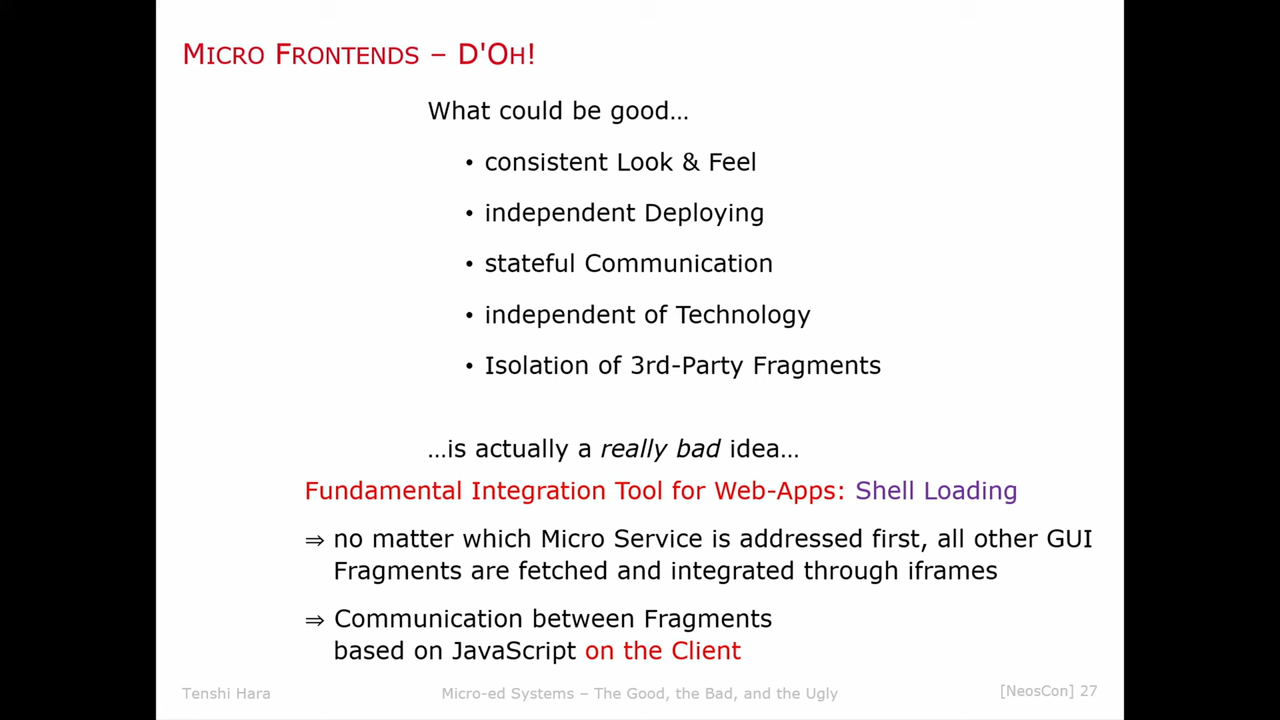 Micro Frontends – D'Oh!
What could be good…
• consistent Look & Feel
• independent Deploying
• stateful Communication
• independent of Technology
• Isolation of 3rd-Party Fragments
…is actually a really bad idea…
Fundamental Integration Tool for Web-Apps: Shell Loading
⇒ no matter which Micro Service is addressed first, all other GUI
Fragments are fetched and integrated through iframes
⇒ Communication between Fragments
based on JavaScript on the Client
Tenshi Hara Micro-ed Systems – The Good, the Bad, and the Ugly [NeosCon] 27